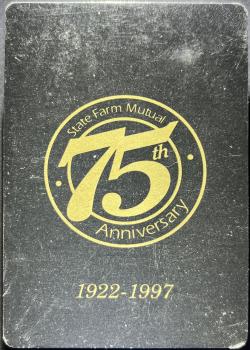 State Farm Mutual
75th
Anniversary
1922-1997